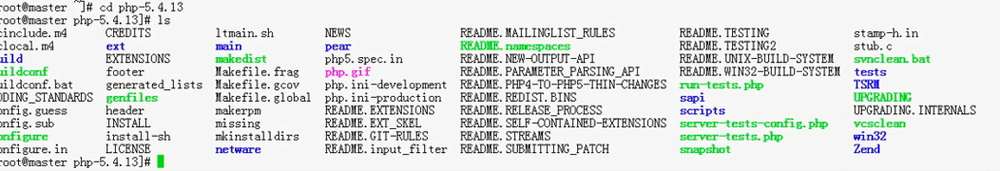 root@master ~]# cd php-5.4.13
root@master php-5.4.13]# ls
cinclude.m4 CREDITS ltmain.sh NEWS README.MAILINGLIST_RULES README.TESTING stamp-h.in
clocal.m4 ext main pear README.namespaces README.TESTING2 stub.c
uild EXTENSIONS makedist php5.spec.in README.NEW-OUTPUT-API README.UNIX-BUILD-SYSTEM svnclean.bat
uildconf footer Makefile.frag php.gif README.PARAMETER_PARSING_API README.WIN32-BUILD-SYSTEM tests
uildconf.bat generated_lists Makefile.gcov php.ini-development README.PHP4-TO-PHP5-THIN-CHANGES run-tests.php TSRM
ODING_STANDARDS genfiles Makefile.global php.ini-production README.REDIST.BINS sapi UPGRADING
onfig.guess header makerpm README.EXTENSIONS README.RELEASE_PROCESS scripts UPGRADING.INTERNALS
onfig.sub INSTALL missing README.EXT_SKEL README.SELF-CONTAINED-EXTENSIONS server-tests-config.php vcsclean
onfigure install-sh mkinstalldirs README.GIT-RULES README.STREAMS server-tests.php win32
onfigure.in LICENSE netware README.input_filter README.SUBMITTING_PATCH snapshot Zend
root@master php-5.4.13]#